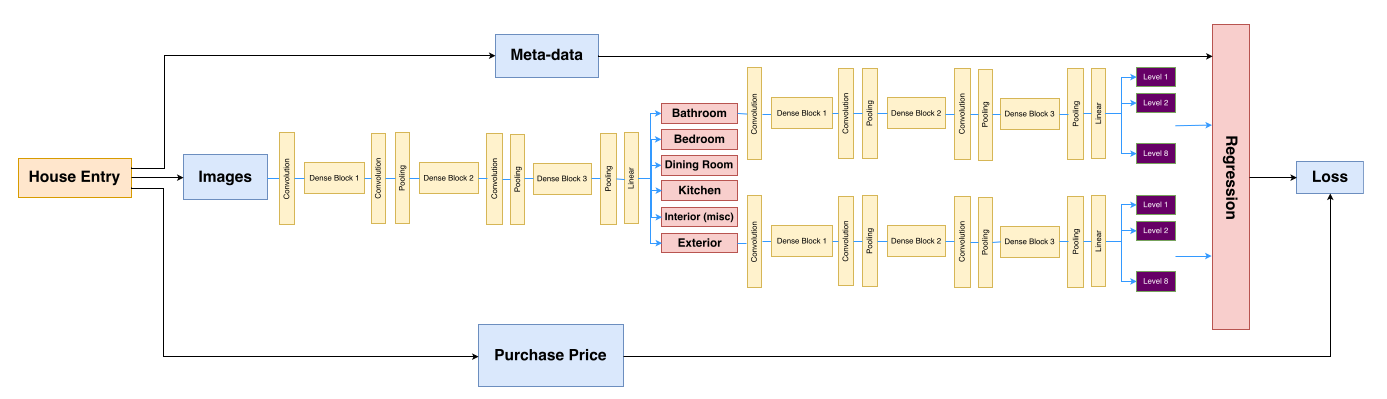 House Entry
Images
Meta-data
Purchase Price
Convolution
Dense Block 1
Convolution
Pooling
Dense Block 2
Convolution
Pooling
Dense Block 3
Pooling
Linear
Bathroom
Bedroom
Dining Room
Kitchen
Interior (misc)
Exterior
Convolution
Dense Block 1
Convolution
Pooling
Dense Block 2
Convolution
Pooling
Dense Block 3
Pooling
Linear
Level 1
Level 2
Level 8
Convolution
Dense Block 1
Convolution
Pooling
Dense Block 2
Convolution
Pooling
Dense Block 3
Pooling
Linear
Level 1
Level 2
Level 8
Regression
Loss